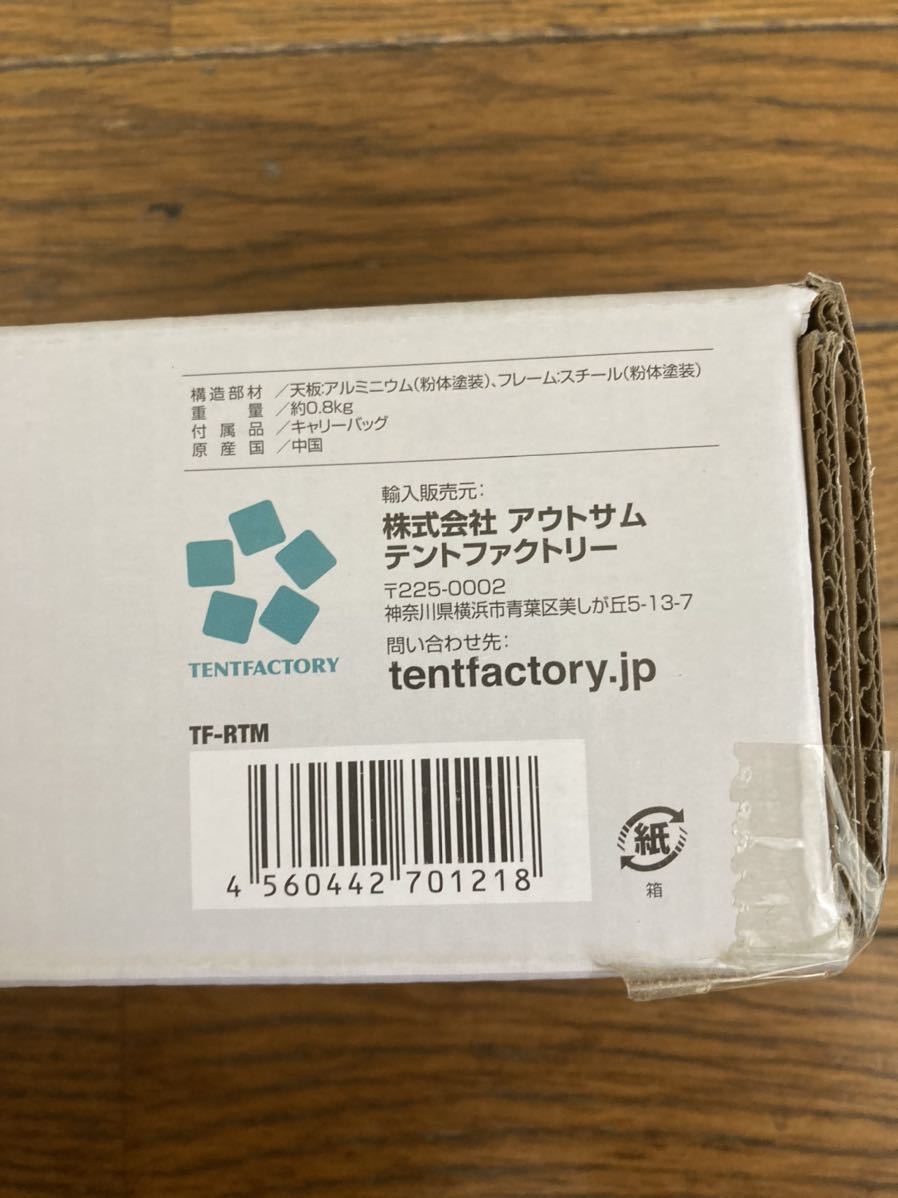 構造部材 /天板:アルミニウム(粉体塗装)、フレーム:スチール(粉体塗装)
重量 /約0.8kg
付属品 /キャリーバッグ
原産国 /中国
輸入販売元:
株式会社 アウトサム
テントファクトリー
〒225-0002
神奈川県横浜市青葉区美しが丘5-13-7
問い合わせ先:
tentfactory.jp
TENTFACTORY
TF-RTM
4 560442 701218
紙
箱